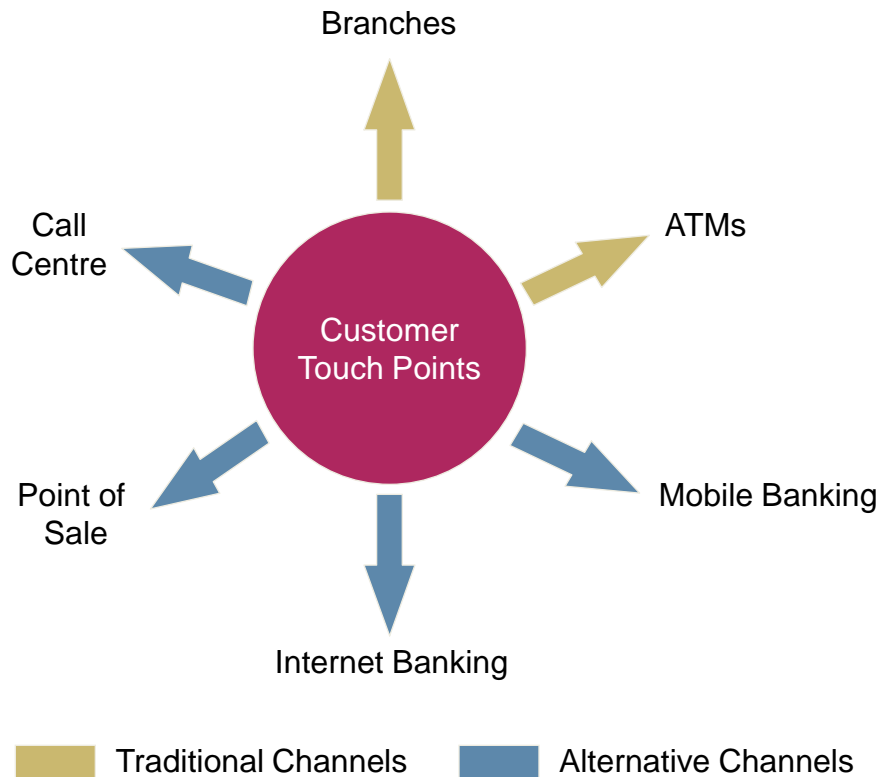 Branches
Call
Centre
ATMs
Customer
Touch Points
Point of
Sale
Mobile Banking
Internet Banking
Traditional Channels
Alternative Channels